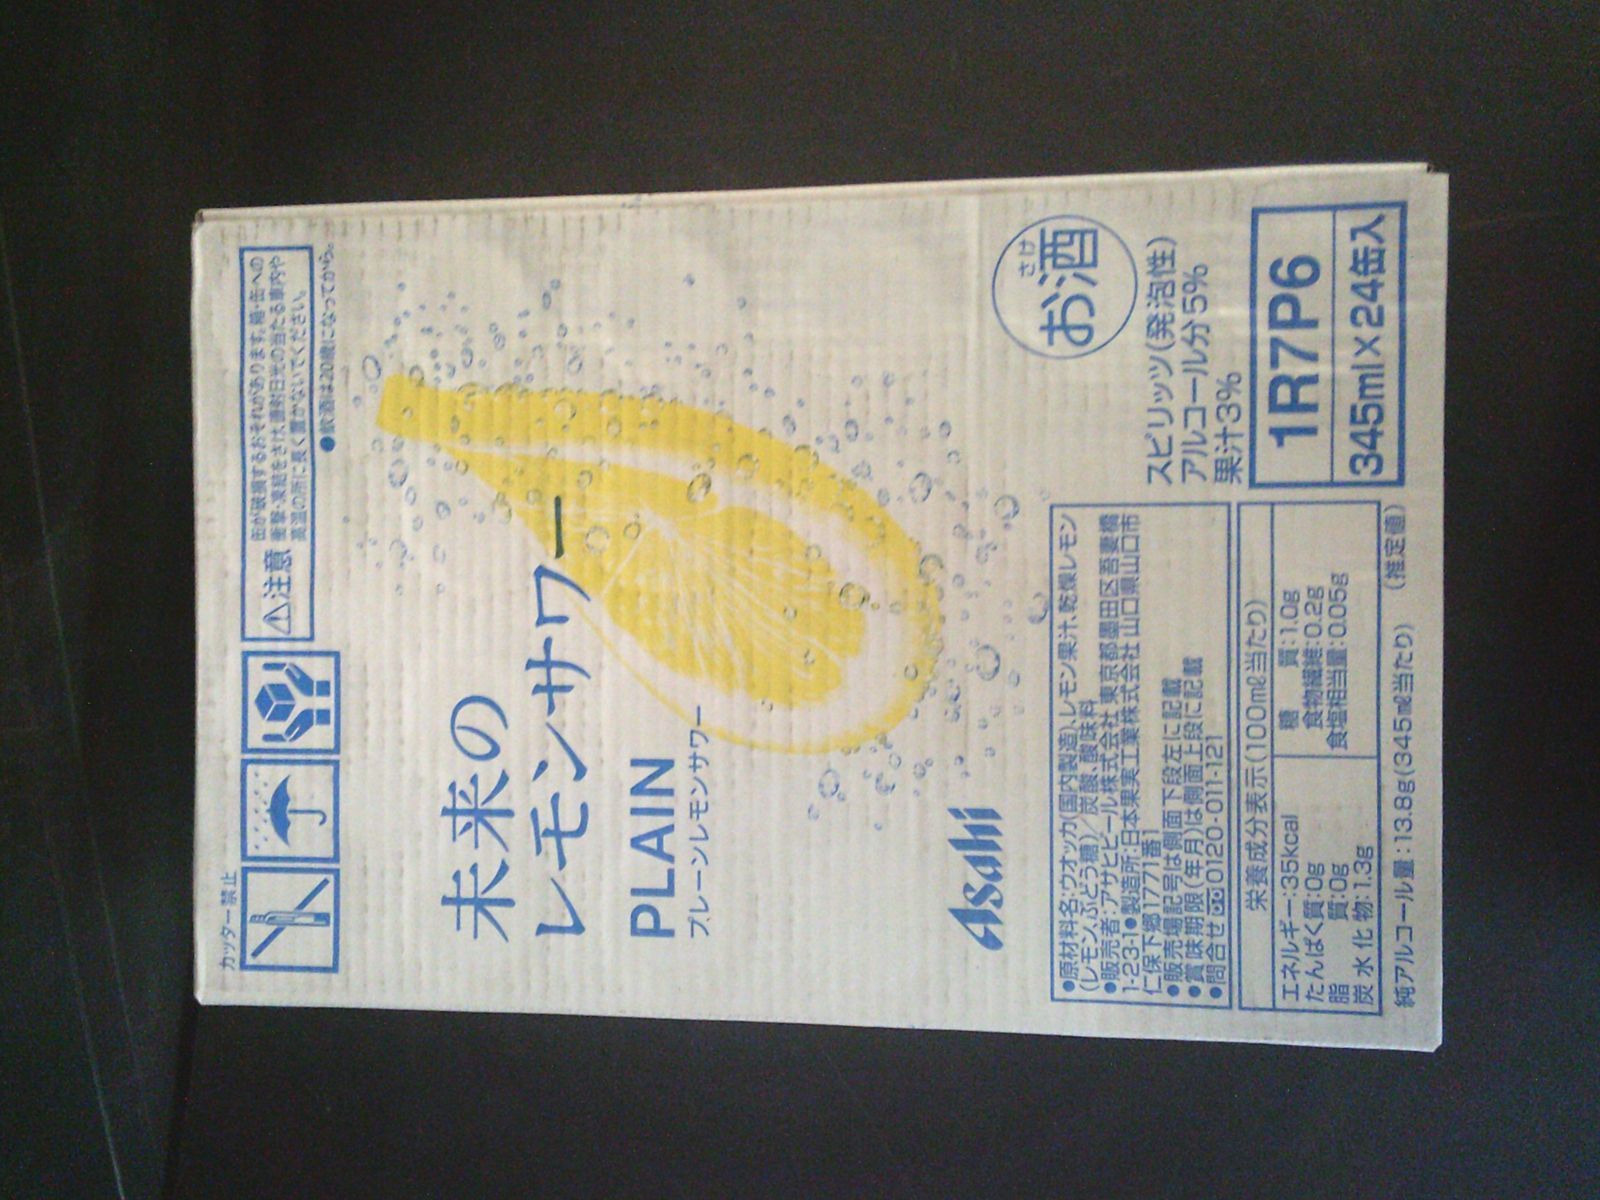 カッター禁止
⚠注意
缶が破損するおそれがあります。箱・缶への
衝撃・凍結をさけ、直射日光の当たる車内や
高温の所に長く置かないでください。
●飲酒は20歳になってから。
未来の
レモンサワー
PLAIN
プレーンレモンサワー
Asahi
さけ
お酒
スピリッツ(発泡性)
アルコール分5%
果汁3%
1R7P6
345ml×24缶入
●原材料名:ウオッカ(国内製造)、レモン果汁、乾燥レモン
(レモン、ぶどう糖)/炭酸、酸味料
●販売者:アサヒビール株式会社 東京都墨田区吾妻橋
1-23-1●製造所:日本果実工業株式会社 山口県山口市
仁保下郷1771番1
●販売場記号は側面下段左に記載
●賞味期限(年月)は側面上段に記載
●問合せ 0120-011-121
栄養成分表示(100ml当たり)
エネルギー:35kcal
たんぱく質:0g
脂 質:0g
炭水化物:1.3g
糖 質:1.0g
食物繊維:0.2g
食塩相当量:0.05g
純アルコール量:13.8g(345ml当たり) (推定値)